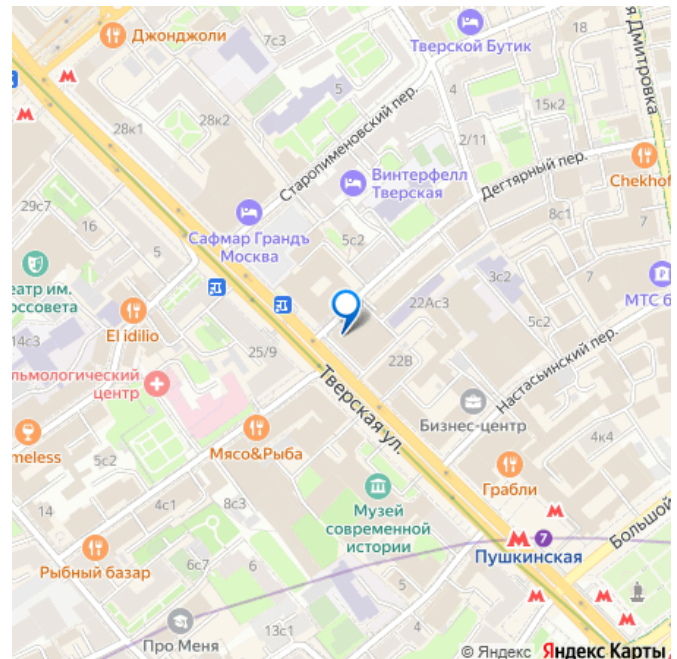 Джонджоли
7с3
Тверской Бутик
18
я Дмитровка
5
4
15к2
28к1
28к2
Старопименовский пер.
2/11
Дегтярный пер.
Chekhof
Винтерфелл
Тверская
29с7
16
5
Сафмар Грандъ
Москва
5с2
8с1
7
еатр им.
оссовета
3с2
7
МТС б
14с3
El idilio
22Ас3
5с2
25/9
22В
Настасьинский пер.
льмологический
центр
Тверская ул.
Бизнес-центр
meless
5с2
Мясо&Рыба
4к4
14
4с1
8с3
Музей
современной
истории
Грабли
Большой
7
Пушкинская
Рыбный базар
6с7
6
5
4
13с1
Про Меня
© Яндекс Яндекс Карты